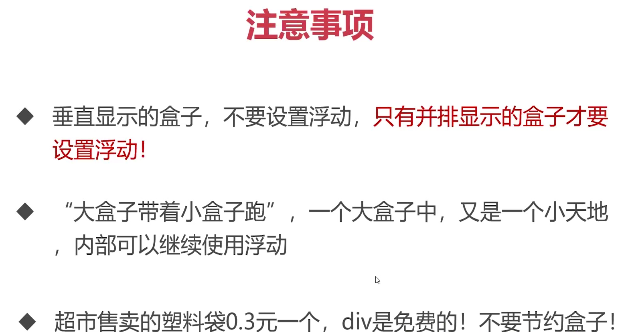 注意事项
◆ 垂直显示的盒子，不要设置浮动，只有并排显示的盒子才要
设置浮动！
◆ “大盒子带着小盒子跑”，一个大盒子中，又是一个小天地
，内部可以继续使用浮动
◆ 超市售卖的塑料袋0.3元一个，div是免费的！不要节约盒子！